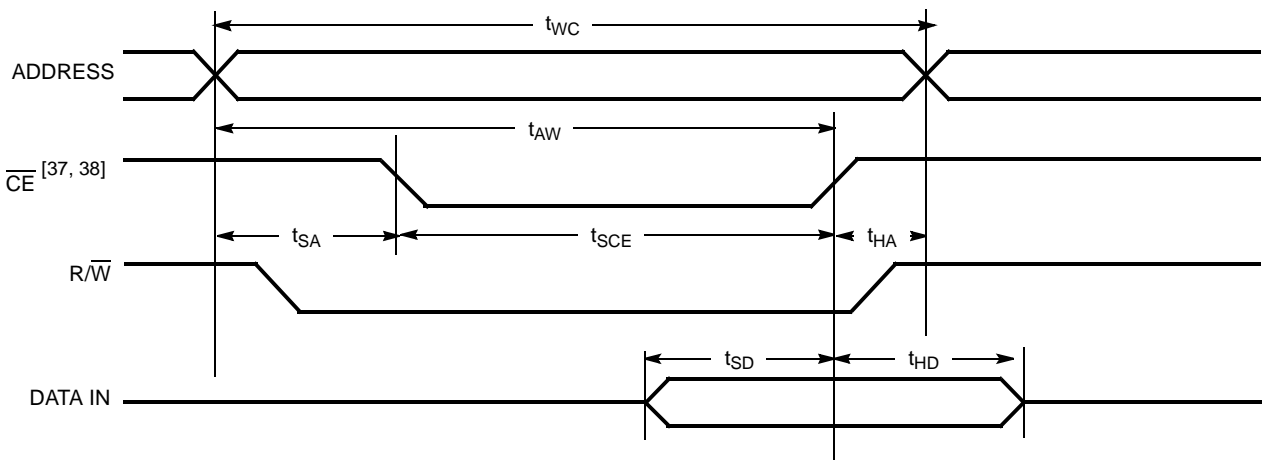 tWC
ADDRESS
tAW
CE [37, 38]
tSA tSCE tHA
R/W
tSD tHD
DATA IN